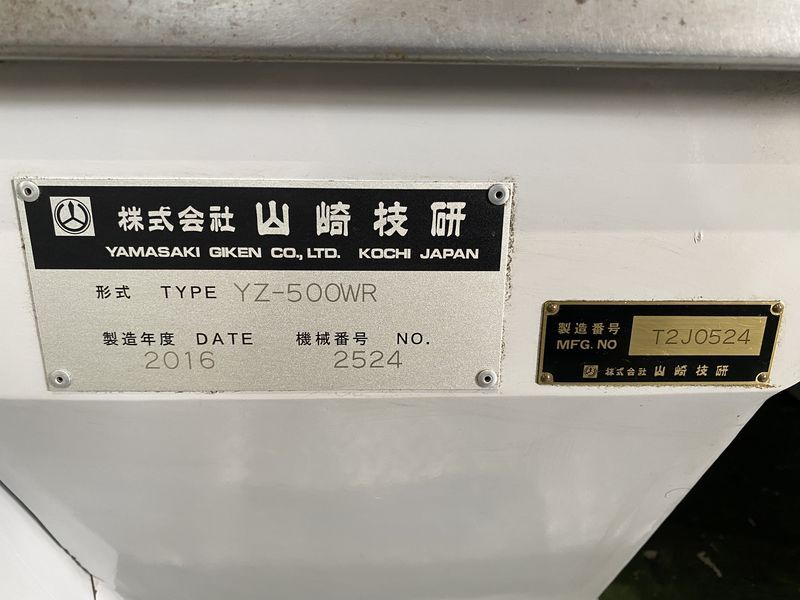 株式会社 山崎技研
YAMASAKI GIKEN CO., LTD. KOCHI JAPAN
形式 TYPE YZ-500WR
製造年度 DATE 機械番号 NO.
2016 2524
製造番号 T2J0524
MFG. NO
株式会社 山崎技研